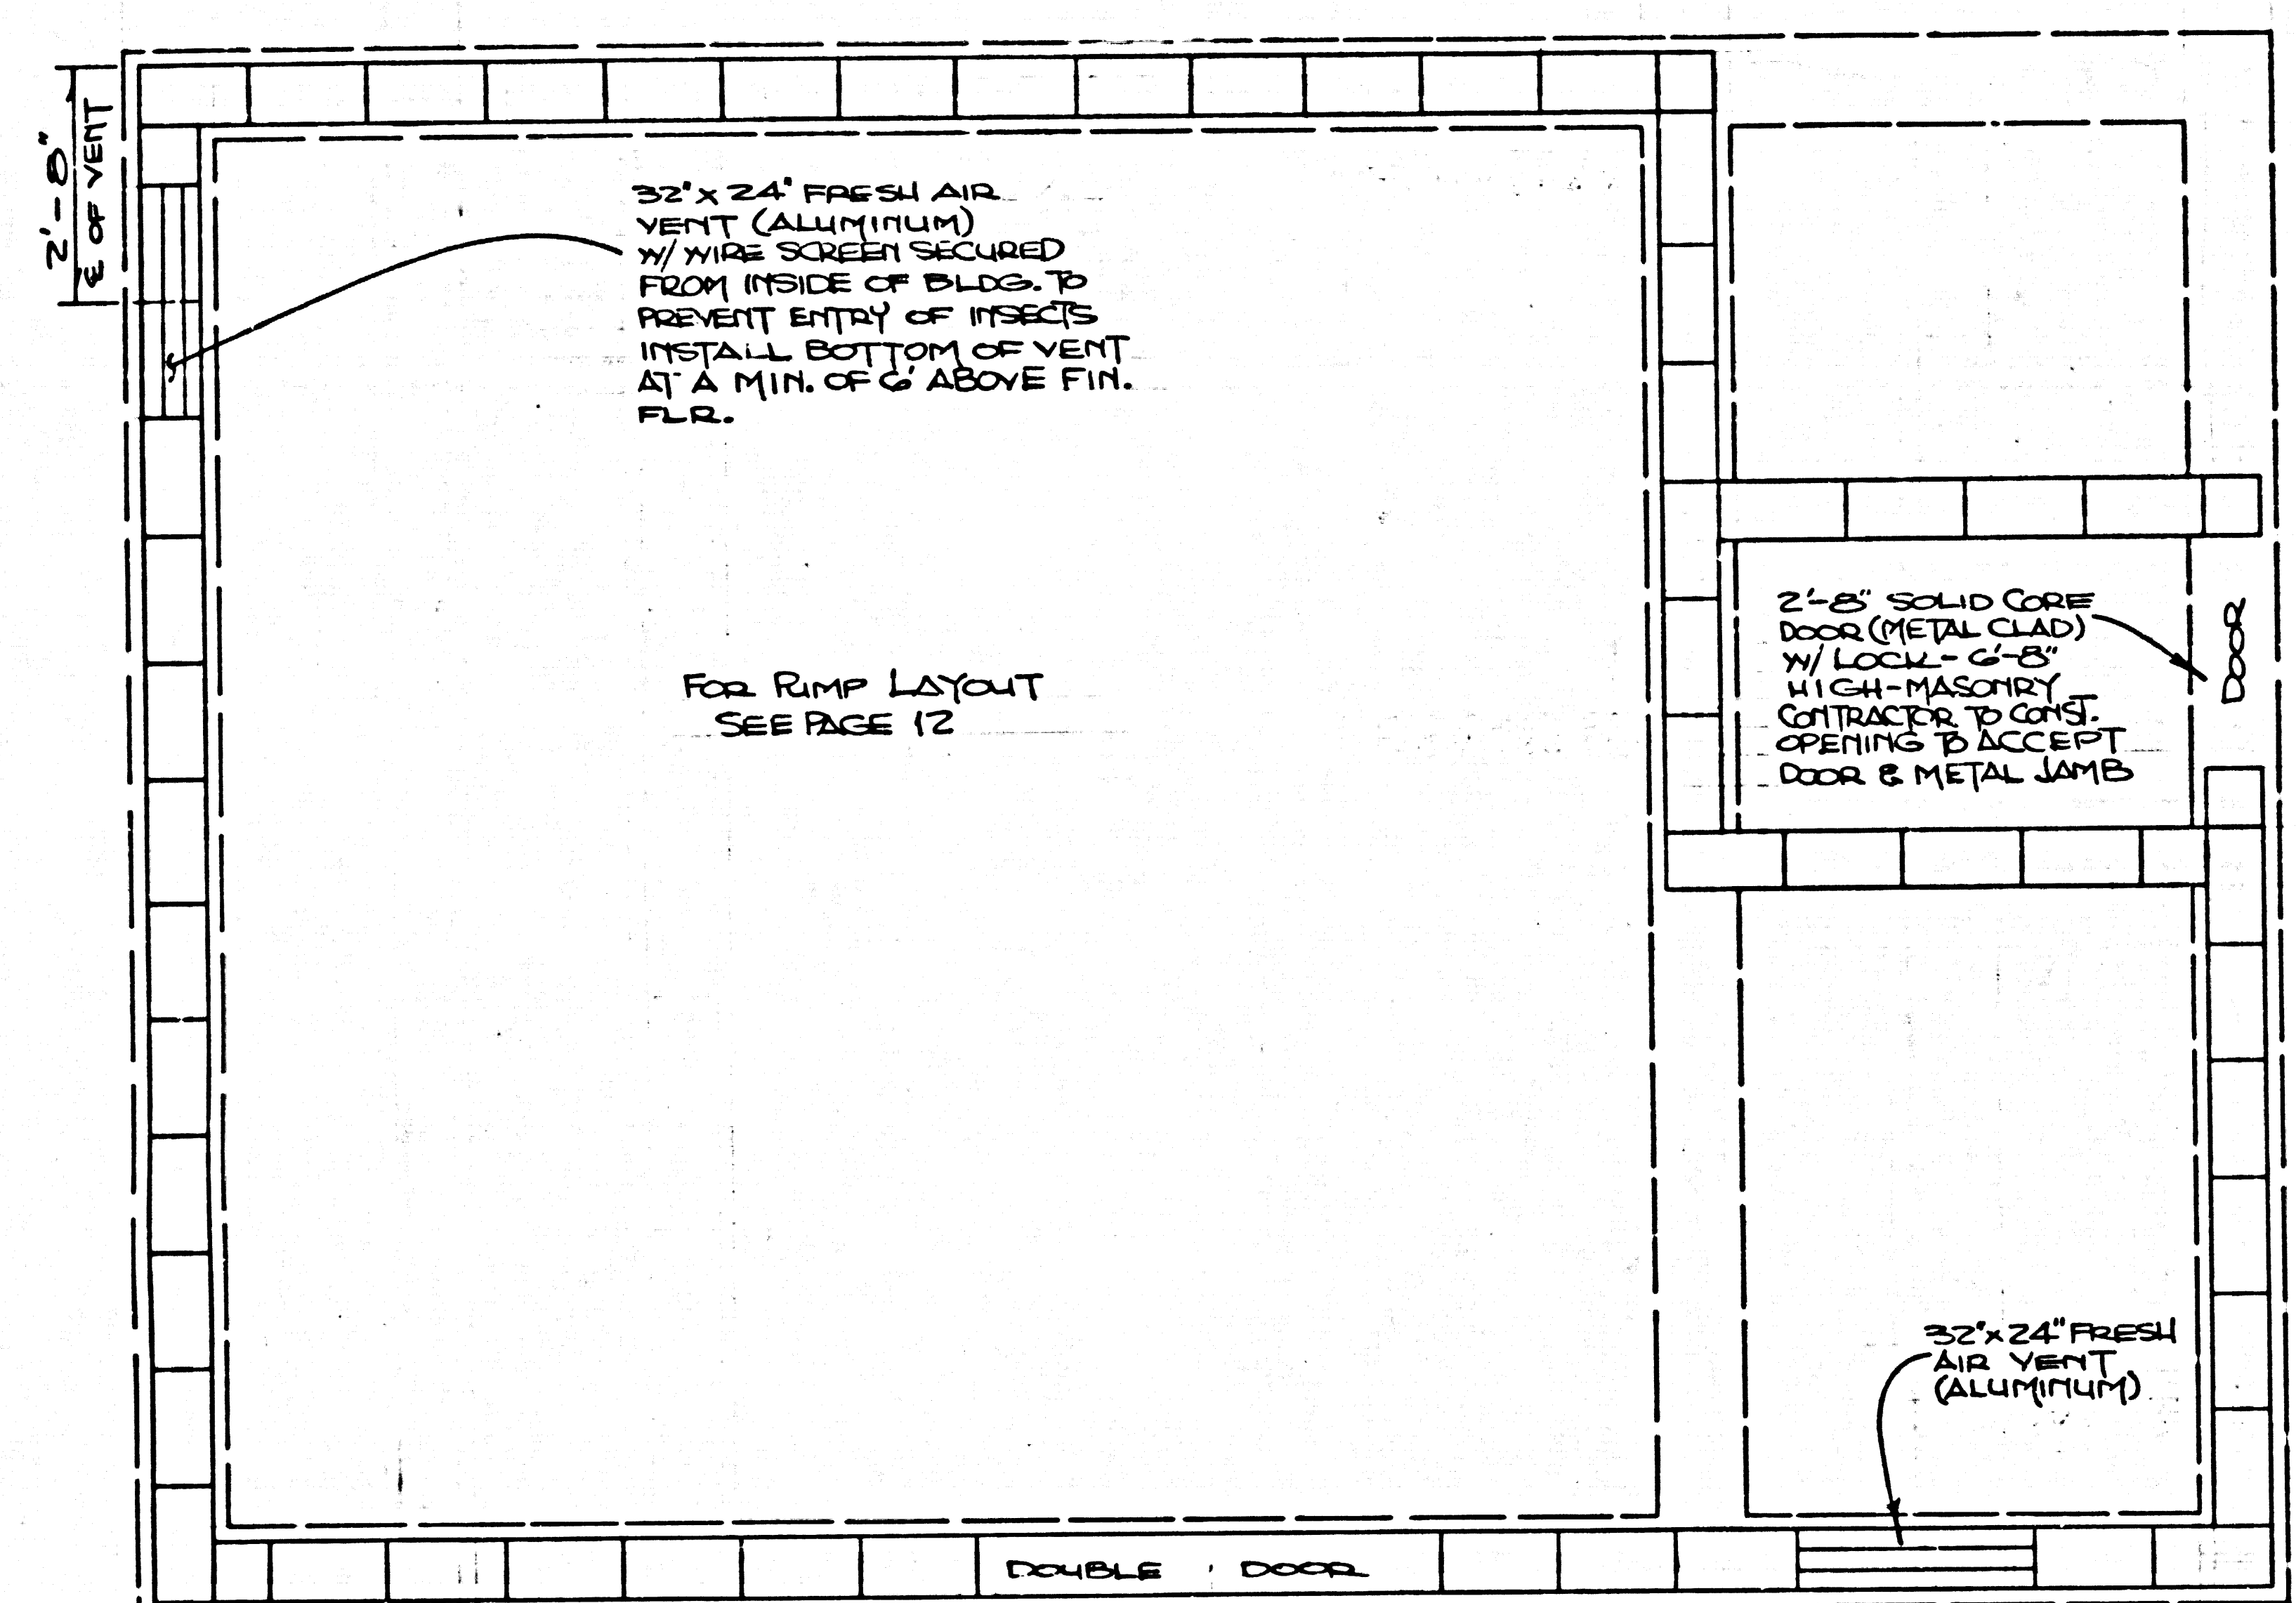 2'-8"
℄ OF VENT
32"x 24" FRESH AIR
VENT (ALUMINUM)
W/ WIRE SCREEN SECURED
FROM INSIDE OF BLDG. TO
PREVENT ENTRY OF INSECTS
INSTALL BOTTOM OF VENT
AT A MIN. OF 6' ABOVE FIN.
FLR.
FOR PUMP LAYOUT
SEE PAGE 12
2'-8" SOLID CORE
DOOR (METAL CLAD)
W/ LOCK - 6'-8"
HIGH-MASONRY
CONTRACTOR TO CONST.
OPENING TO ACCEPT
DOOR & METAL JAMB
DOOR
32"x 24" FRESH
AIR VENT
(ALUMINUM)
DOUBLE DOOR